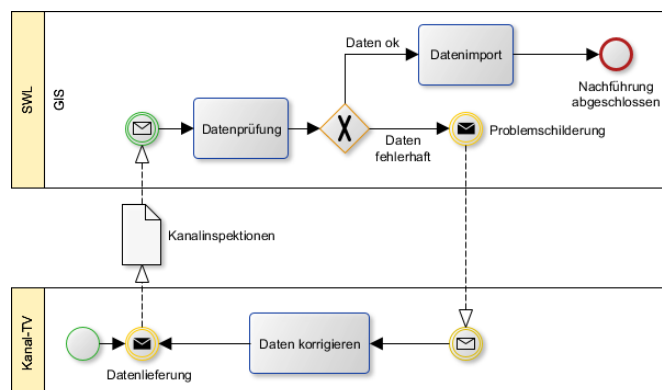 SWL
GIS
Daten ok
Datenimport
Nachführung
abgeschlossen
Datenprüfung
Daten
fehlerhaft
Problemschilderung
Kanalinspektionen
Kanal-TV
Daten korrigieren
Datenlieferung